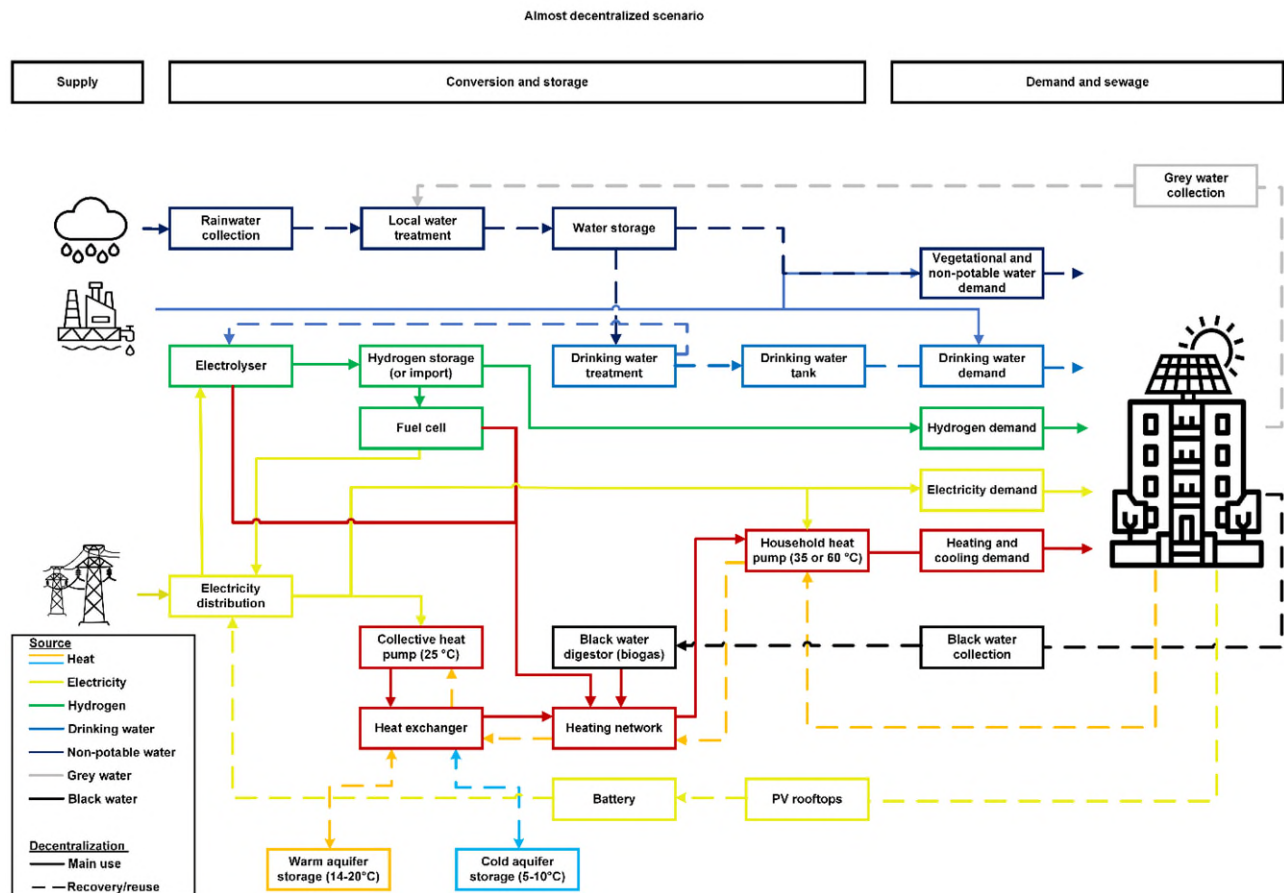 Almost decentralized scenario
Supply
Conversion and storage
Demand and sewage
Grey water
collection
Rainwater
collection
Local water
treatment
Water storage
Vegetational and
non-potable water
demand
Electrolyser
Hydrogen storage
(or import)
Drinking water
treatment
Drinking water
tank
Drinking water
demand
Fuel cell
Hydrogen demand
Electricity demand
Household heat
pump (35 or 60 °C)
Heating and
cooling demand
Electricity
distribution
Collective heat
pump (25 °C)
Black water
digestor (biogas)
Black water
collection
Heat exchanger
Heating network
Battery
PV rooftops
Warm aquifer
storage (14-20°C)
Cold aquifer
storage (5-10°C)
Source
Heat
Electricity
Hydrogen
Drinking water
Non-potable water
Grey water
Black water
Decentralization
Main use
Recovery/reuse